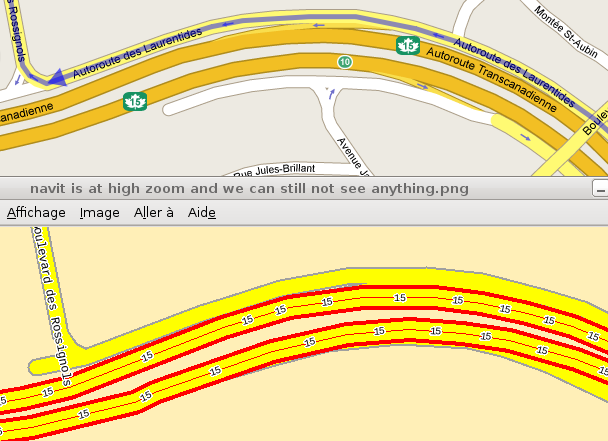 s Rossignols
Autoroute des Laurentides
Montée St-Aubin
Autoroute des Laurentides
15
Autoroute Transcanadienne
10
15
canadienne
Boule
Avenue J
Rue Jules-Brillant
navit is at high zoom and we can still not see anything.png
Affichage Image Aller à Aide
oulevard des Rossignols
15 15 15 15 15 15 15 15 15
15 15 15 15 15 15 15 15
15 15 15